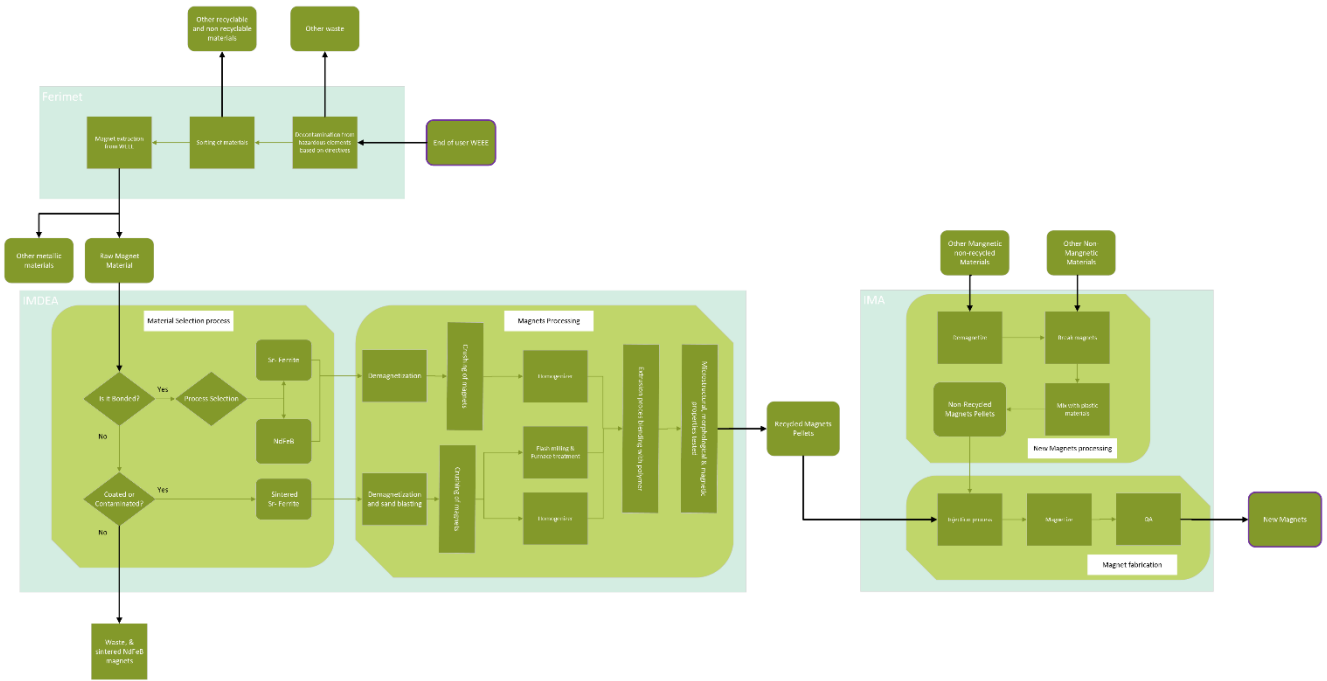 Other recyclable
and non recyclable
materials
Other waste
Ferimet
Magnet extraction
from WEEE
Sorting of materials
Decontamination from
hazardous elements
based on directives
End of user WEEE
Other metallic
materials
Raw Magnet
Material
IMDEA
Material Selection process
Is it Bonded?
Yes
Process Selection
Sr- Ferrite
NdFeB
No
Coated or
Contaminated?
Yes
Sintered
Sr- Ferrite
No
Waste, &
sintered NdFeB
magnets
Magnets Processing
Demagnetization
Crushing of magnets
Homogenizer
Demagnetization
and sand blasting
Crushing of magnets
Flash milling &
Furnace treatment
Homogenizer
Extrusion process blending with polymer
Microstructural, morphological & magnetic
properties tested
Recycled Magnets
Pellets
Other Mangnetic
non-recycled
Materials
Other Non
Mangnetic
Materials
IMA
Demagnetize
Break magnets
Non-Recycled
Magnets Pellets
Mix with plastic
materials
New Magnets processing
Injection process
Magnetize
QA
Magnet fabrication
New Magnets